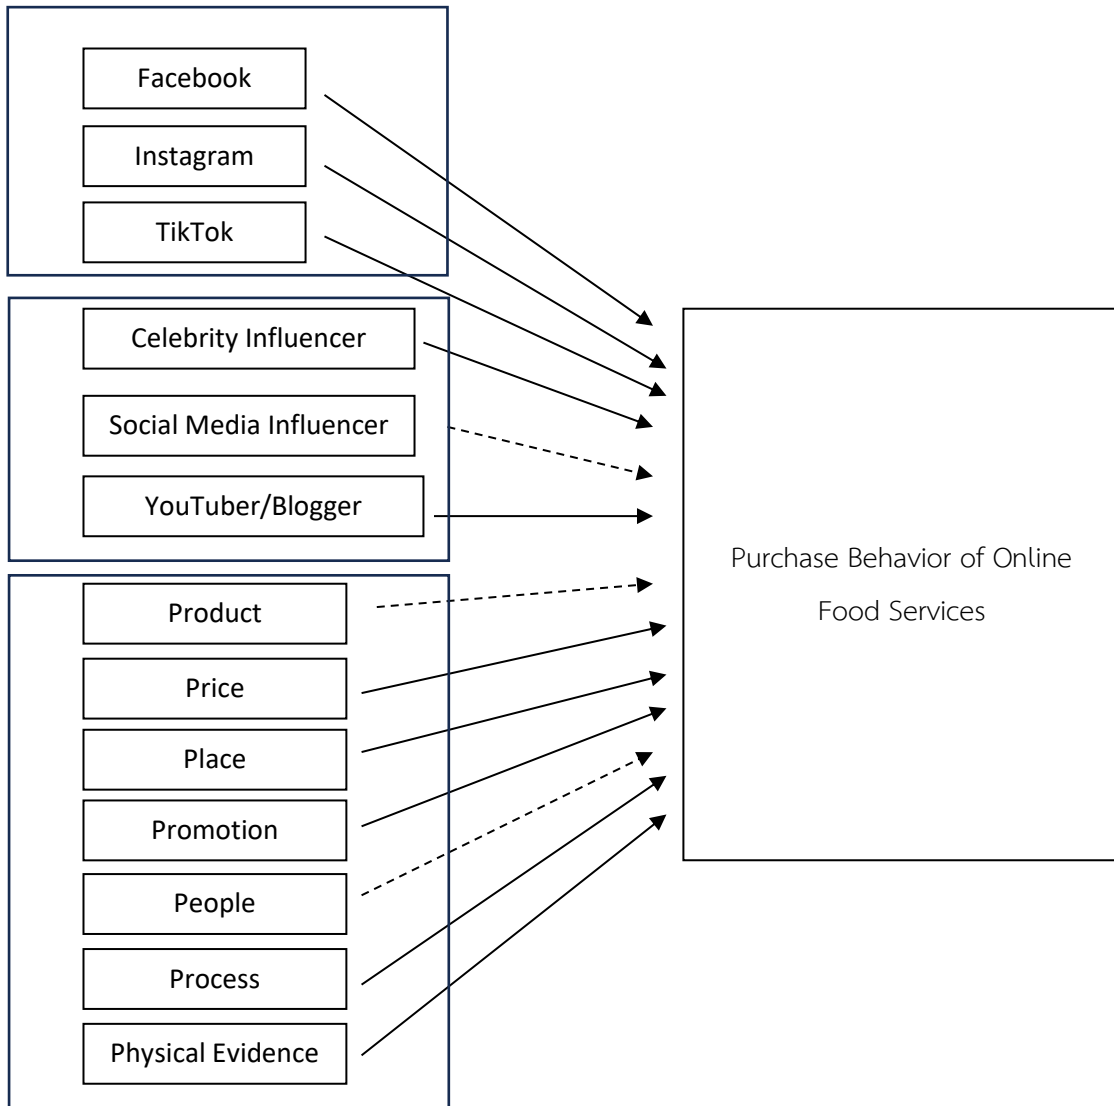 Facebook
Instagram
TikTok
Celebrity Influencer
Social Media Influencer
YouTuber/Blogger
Product
Price
Place
Promotion
People
Process
Physical Evidence
Purchase Behavior of Online
Food Services